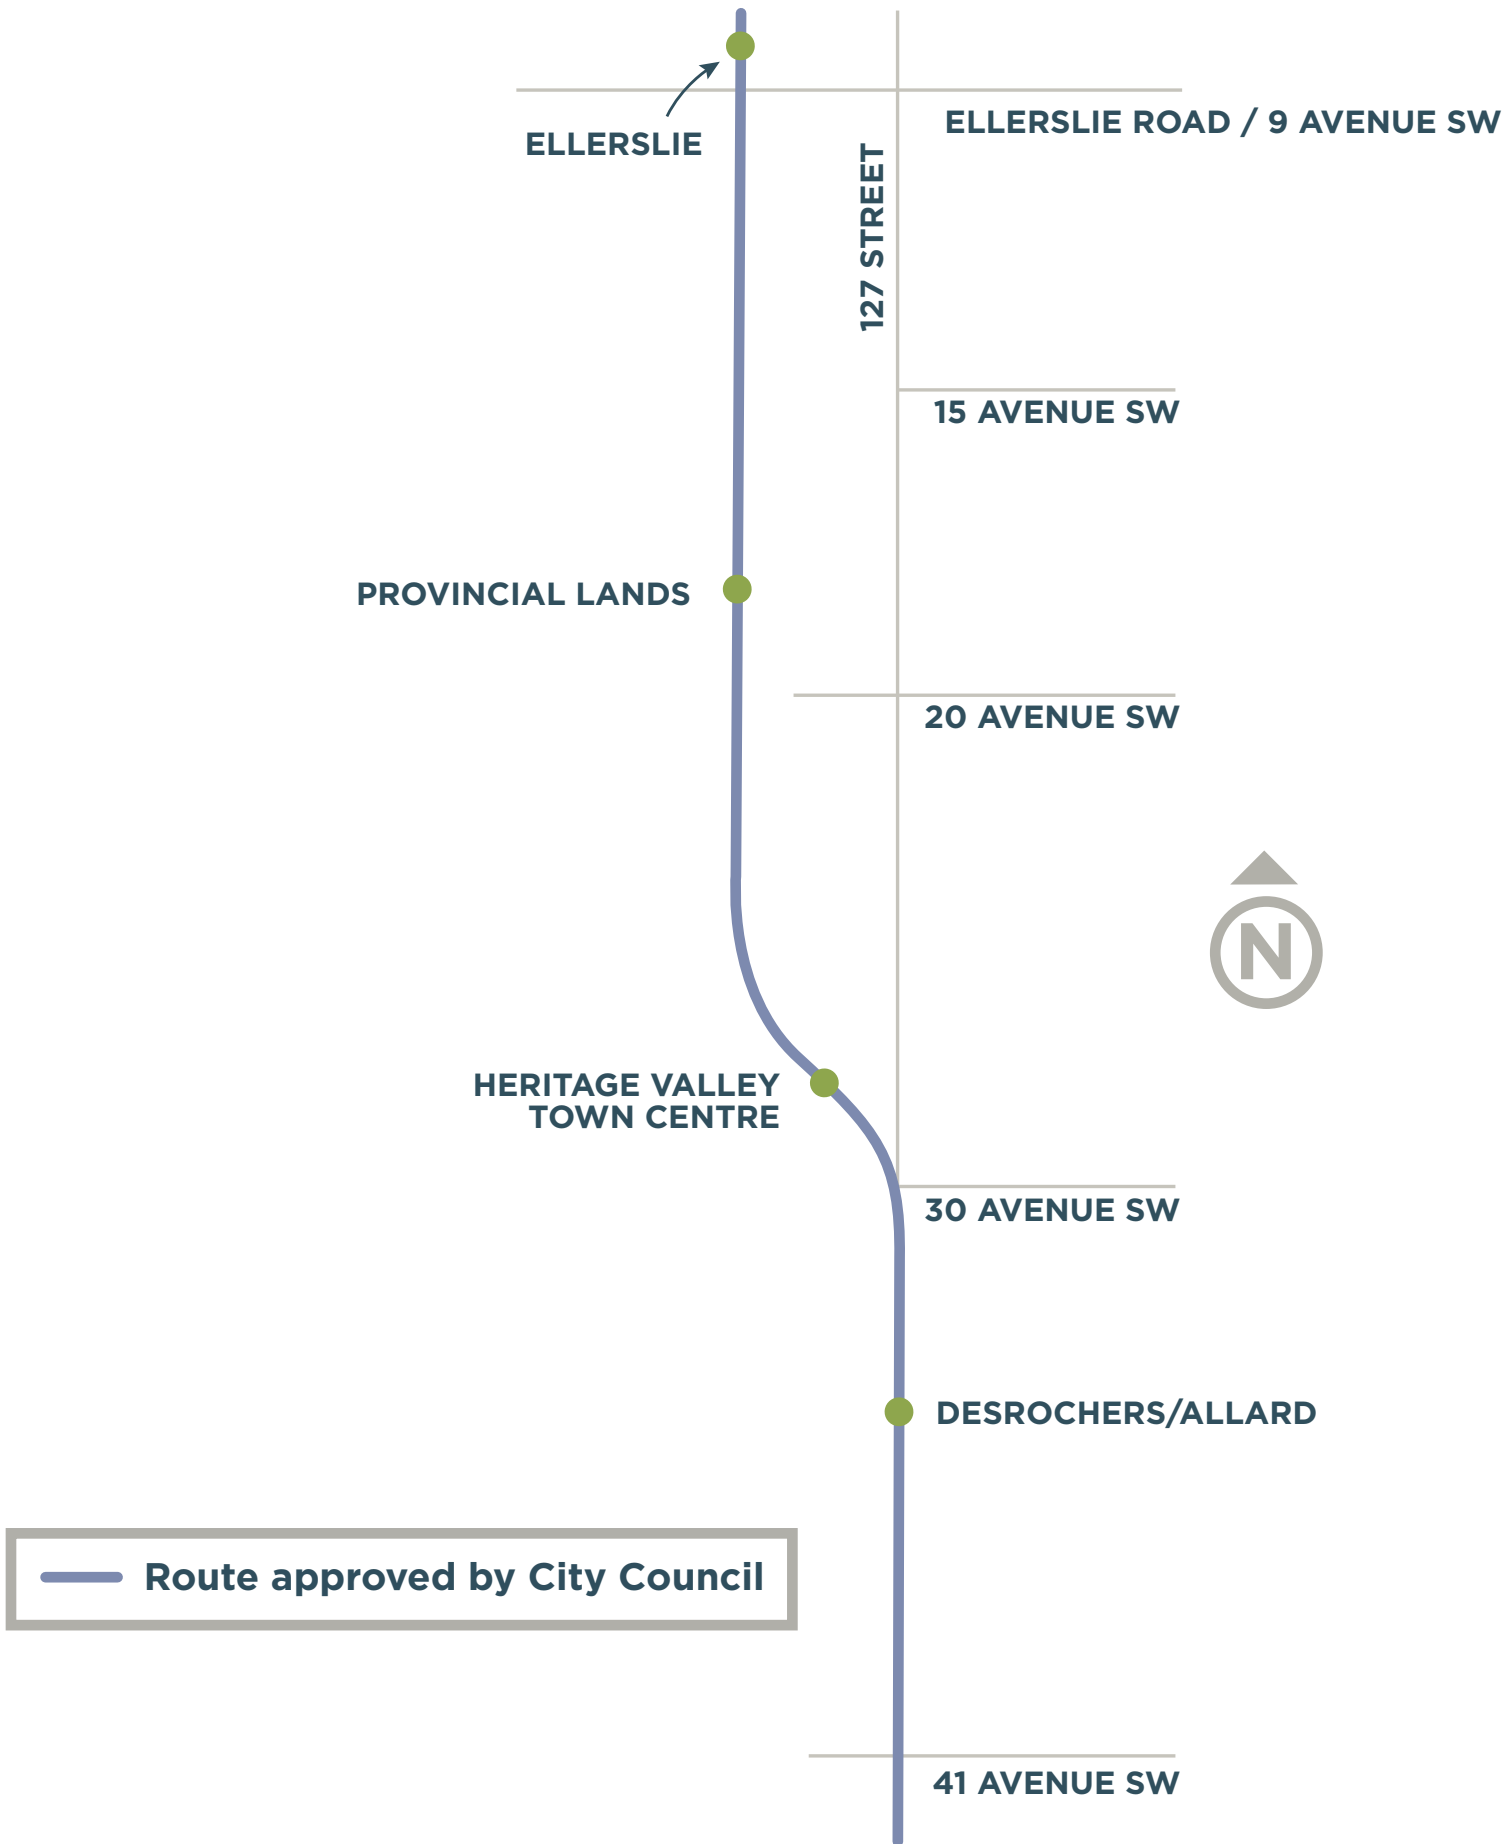 ELLERSLIE ROAD / 9 AVENUE SW
ELLERSLIE
127 STREET
15 AVENUE SW
PROVINCIAL LANDS
20 AVENUE SW
N
HERITAGE VALLEY
TOWN CENTRE
30 AVENUE SW
DESROCHERS/ALLARD
Route approved by City Council
41 AVENUE SW